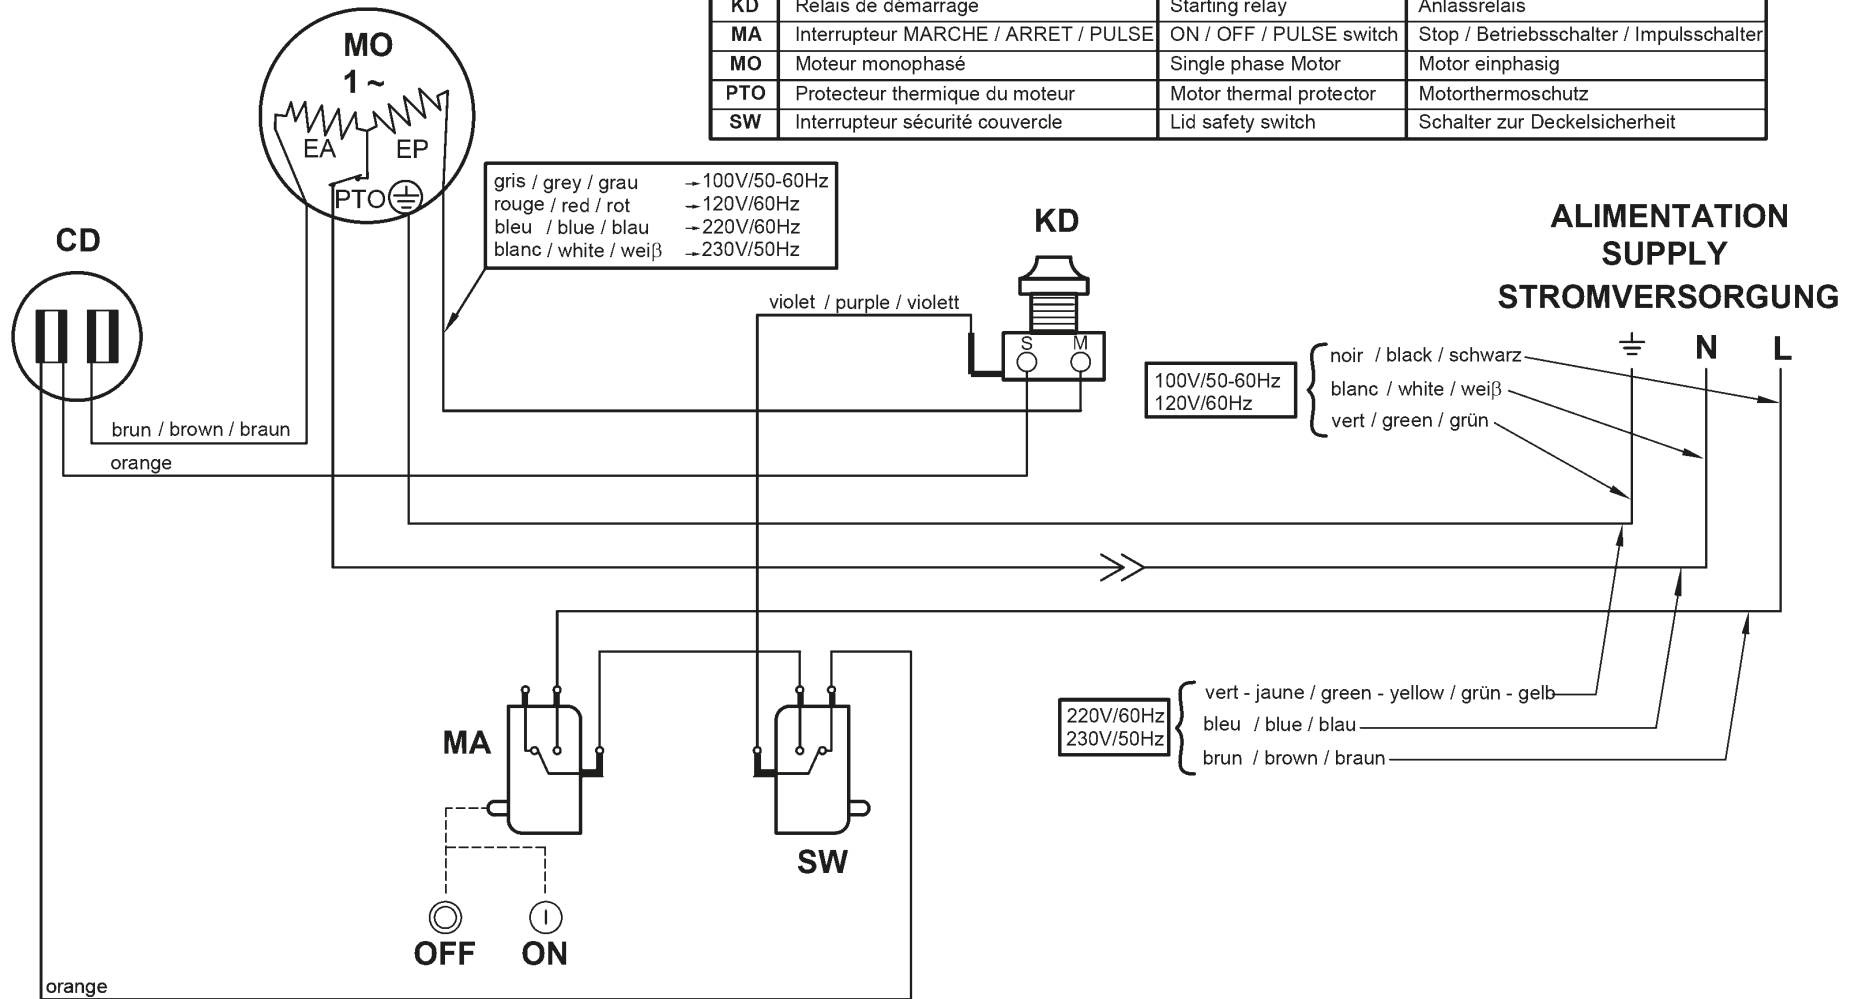 KD Relais de démarrage Starting relay Anlassrelais
MA Interrupteur MARCHE / ARRET / PULSE ON / OFF / PULSE switch Stop / Betriebsschalter / Impulsschalter
MO Moteur monophasé Single phase Motor Motor einphasig
PTO Protecteur thermique du moteur Motor thermal protector Motorthermoschutz
SW Interrupteur sécurité couvercle Lid safety switch Schalter zur Deckelsicherheit
MO
1 ~
EA
EP
PTO
gris / grey / grau →100V/50-60Hz
rouge / red / rot →120V/60Hz
bleu / blue / blau →220V/60Hz
blanc / white / weiβ →230V/50Hz
CD
KD
S
M
violet / purple / violett
ALIMENTATION
SUPPLY
STROMVERSORGUNG
N
L
100V/50-60Hz
120V/60Hz
noir / black / schwarz
blanc / white / weiβ
vert / green / grün
brun / brown / braun
orange
MA
SW
220V/60Hz
230V/50Hz
vert - jaune / green - yellow / grün - gelb
bleu / blue / blau
brun / brown / braun
OFF
ON
orange